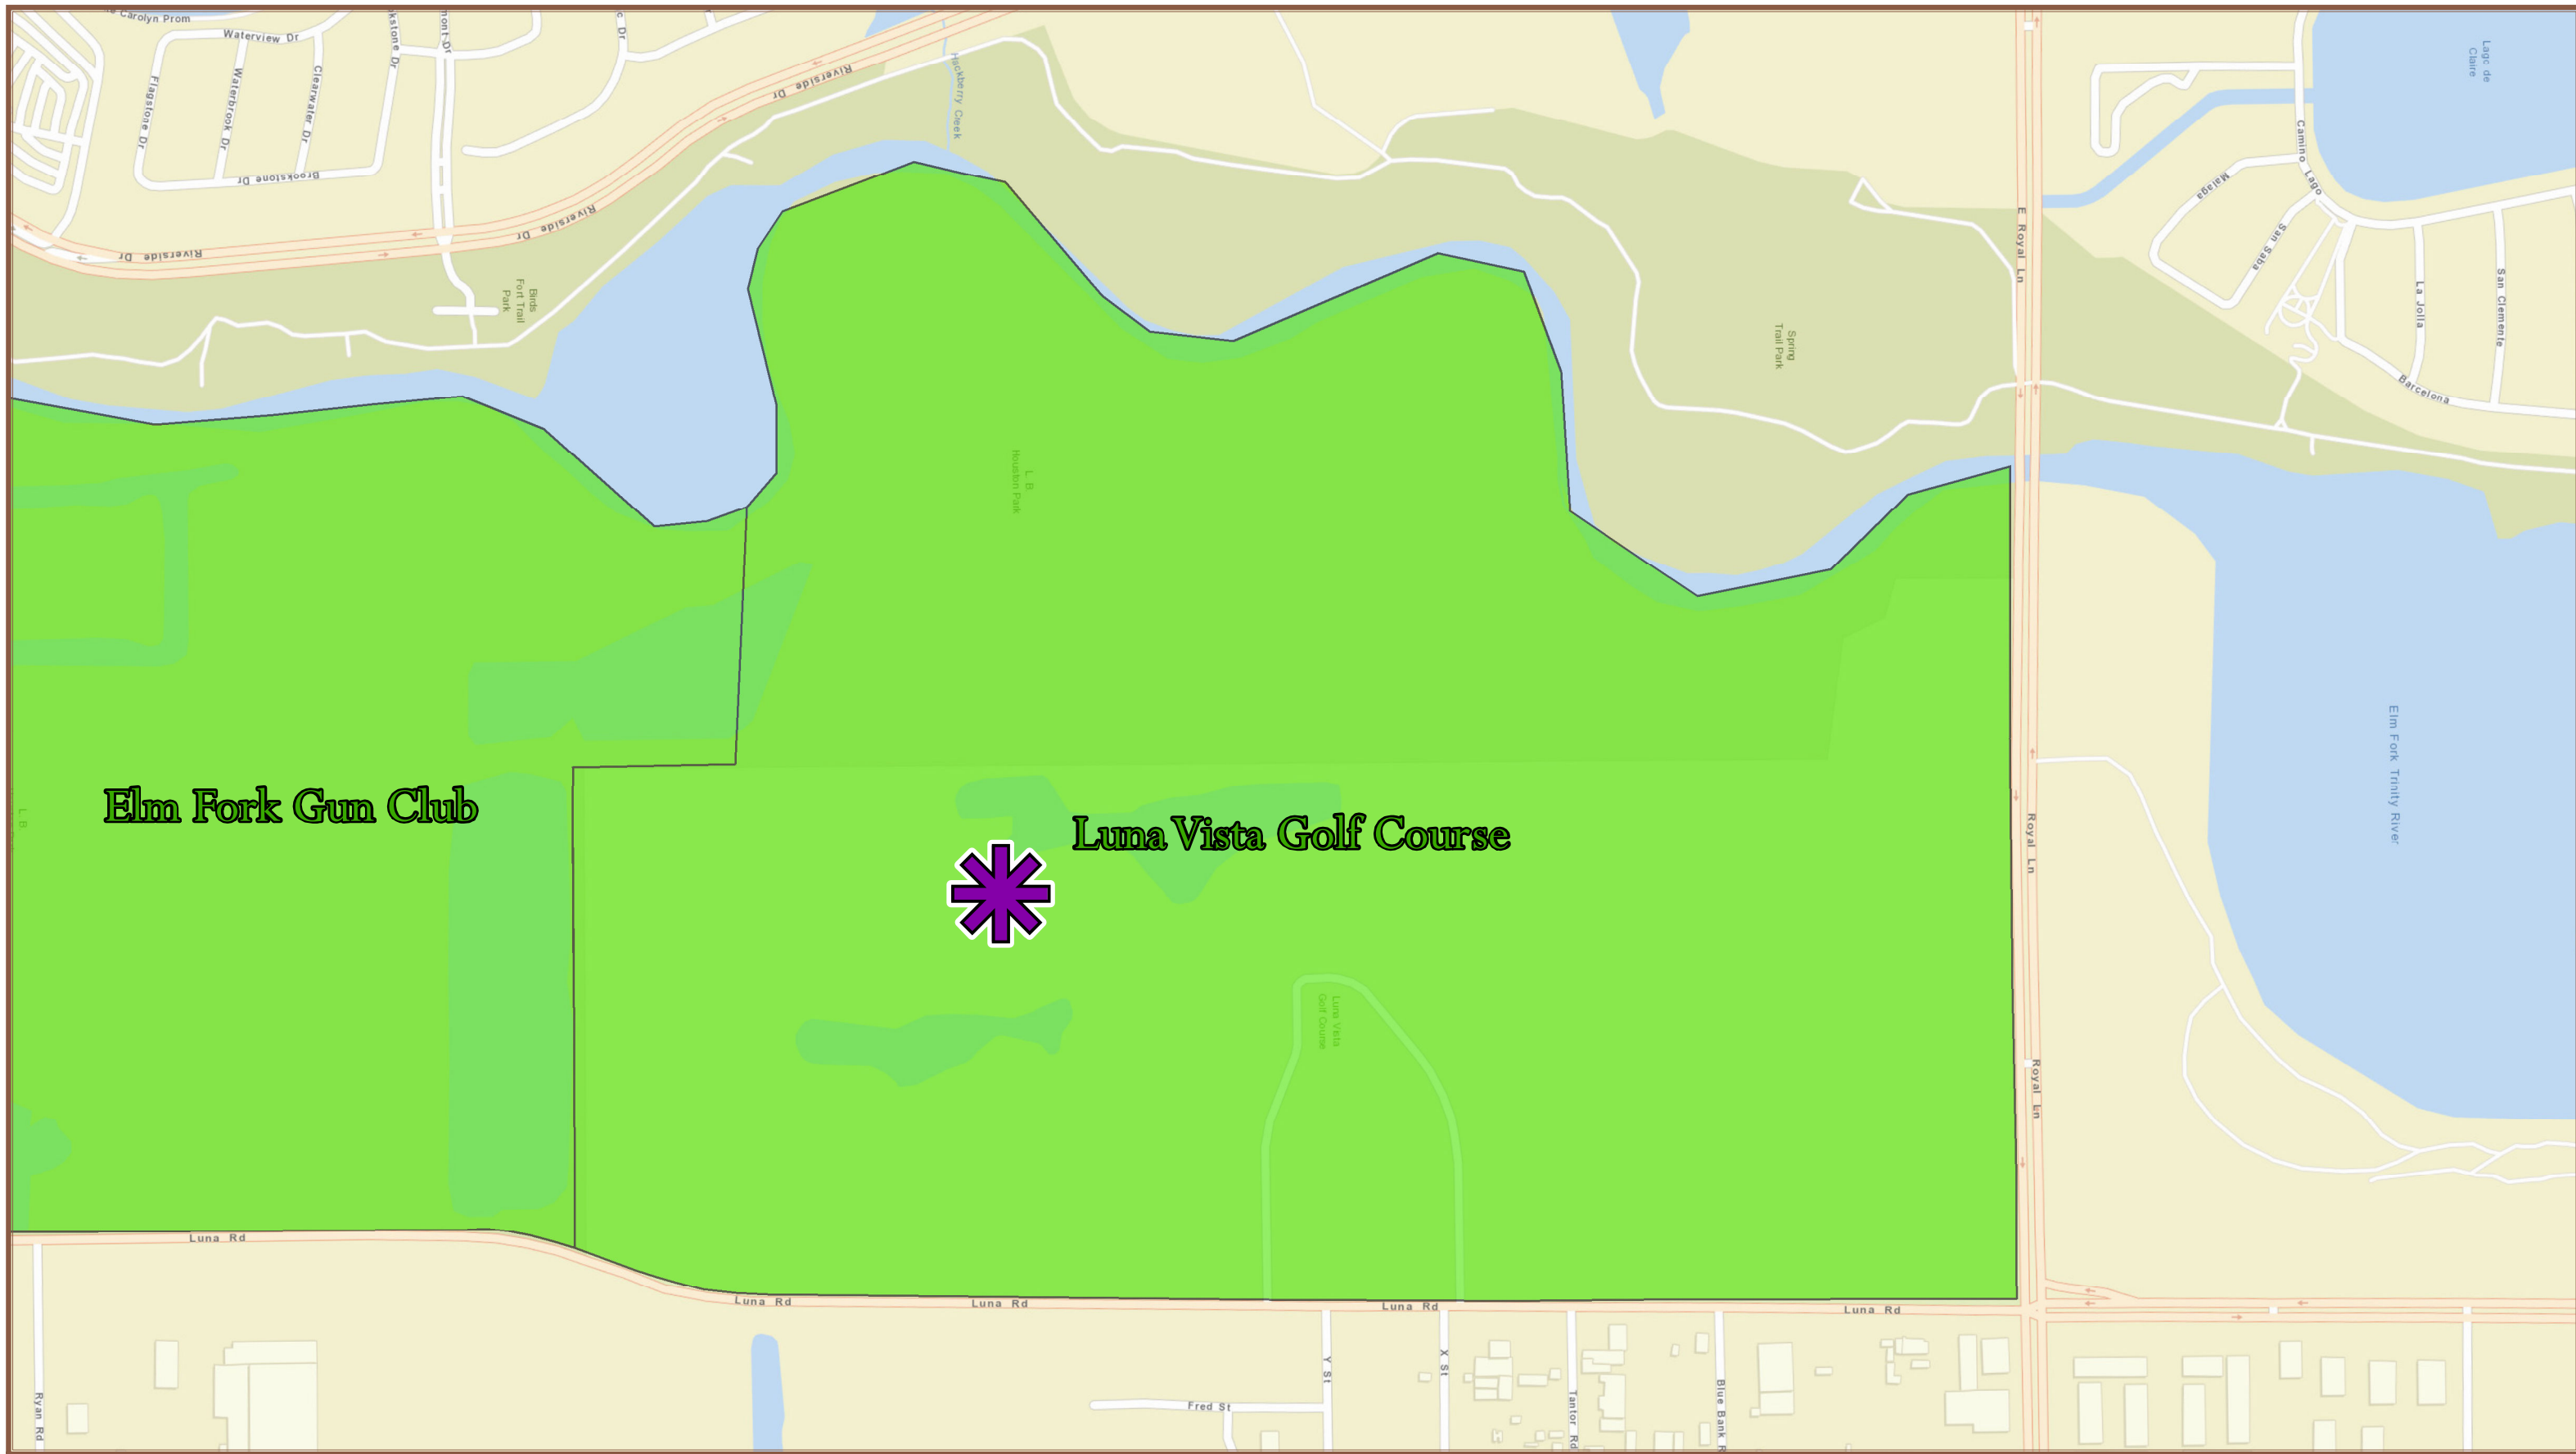 Carolyn Prom
Waterview Dr
Flagstone Dr
Waterbrook Dr
Clearwater Dr
Brookstone Dr
Riverside Dr
Riverside Dr
Riverside Dr
Hackberry Creek
Birds
Fort Trail
Park
L. B.
Houston Park
Spring
Trail Park
E Royal Ln
Lago de
Claire
Camino Lago
Malaga
San Saba
La Jolla
San Clemente
Barcelona
Elm Fork Trinity River
Royal Ln
Royal Ln
Elm Fork Gun Club
Luna Vista Golf Course
L. B.
Luna Vista
Golf Course
Luna Rd
Luna Rd
Luna Rd
Luna Rd
Luna Rd
Ryan Rd
Fred St
Y St
X St
Tantor Rd
Blue Bank R